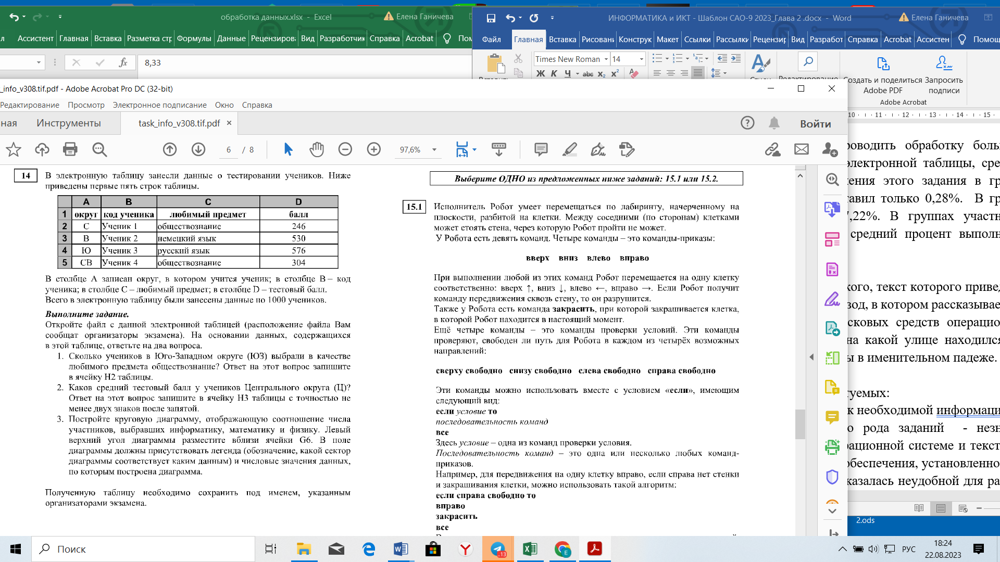 обработка данных.xlsx - Excel
Елена Ганичева
Ассистент Главная Вставка Разметка стр Формулы Данные Рецензирова Вид Разработчик Справка Acrobat Пом
8,33
ИНФОРМАТИКА и ИКТ - Шаблон САО-9 2023_Глава 2 .docx - Word
Елена Ганичева
Файл Главная Вставка Рисовани Конструк Макет Ссылки Рассылки Рецензир Вид Разработ Справка Acrobat Ассистен Помощ
Times New Roman 14
Ж К Ч abc x₂ x²
Создать и поделиться Adobe PDF
Запросить подписи
Adobe Acrobat
10 11 12 13 14 15
_info_v308.tif.pdf - Adobe Acrobat Pro DC (32-bit)
Редактирование Просмотр Электронное подписание Окно Справка
ная Инструменты task_info_v308.tif.pdf × Войти
6 / 8 97,6%
14
В электронную таблицу занесли данные о тестировании учеников. Ниже
приведены первые пять строк таблицы.
A B C D
1 округ код ученика любимый предмет балл
2 С Ученик 1 обществознание 246
3 В Ученик 2 немецкий язык 530
4 Ю Ученик 3 русский язык 576
5 СВ Ученик 4 обществознание 304
В столбце А записан округ, в котором учится ученик; в столбце В – код
ученика; в столбце С – любимый предмет; в столбце D – тестовый балл.
Всего в электронную таблицу были занесены данные по 1000 учеников.
Выполните задание.
Откройте файл с данной электронной таблицей (расположение файла Вам
сообщат организаторы экзамена). На основании данных, содержащихся
в этой таблице, ответьте на два вопроса.
1. Сколько учеников в Юго-Западном округе (ЮЗ) выбрали в качестве
любимого предмета обществознание? Ответ на этот вопрос запишите
в ячейку H2 таблицы.
2. Каков средний тестовый балл у учеников Центрального округа (Ц)?
Ответ на этот вопрос запишите в ячейку H3 таблицы с точностью не
менее двух знаков после запятой.
3. Постройте круговую диаграмму, отображающую соотношение числа
участников, выбравших информатику, математику и физику. Левый
верхний угол диаграммы разместите вблизи ячейки G6. В поле
диаграммы должны присутствовать легенда (обозначение, какой сектор
диаграммы соответствует каким данным) и числовые значения данных,
по которым построена диаграмма.
Полученную таблицу необходимо сохранить под именем, указанным
организаторами экзамена.
Выберите ОДНО из предложенных ниже заданий: 15.1 или 15.2.
15.1
Исполнитель Робот умеет перемещаться по лабиринту, начерченному на
плоскости, разбитой на клетки. Между соседними (по сторонам) клетками
может стоять стена, через которую Робот пройти не может.
У Робота есть девять команд. Четыре команды – это команды-приказы:
вверх вниз влево вправо
При выполнении любой из этих команд Робот перемещается на одну клетку
соответственно: вверх ↑, вниз ↓, влево ←, вправо →. Если Робот получит
команду передвижения сквозь стену, то он разрушится.
Также у Робота есть команда закрасить, при которой закрашивается клетка,
в которой Робот находится в настоящий момент.
Ещё четыре команды – это команды проверки условий. Эти команды
проверяют, свободен ли путь для Робота в каждом из четырёх возможных
направлений:
сверху свободно снизу свободно слева свободно справа свободно
Эти команды можно использовать вместе с условием «если», имеющим
следующий вид:
если условие то
последовательность команд
все
Здесь условие – одна из команд проверки условия.
Последовательность команд – это одна или несколько любых команд-
приказов.
Например, для передвижения на одну клетку вправо, если справа нет стенки
и закрашивания клетки, можно использовать такой алгоритм:
если справа свободно то
вправо
закрасить
все
роводить обработку боль
электронной таблицы, сре
ения этого задания в гр
тавил только 0,28%. В гр
7,22%. В группах участн
средний процент выполн
кого, текст которого привед
зод, в котором рассказывае
сковых средств операцио
на какой улице находился
ы в именительном падеже.
туемых:
к необходимой информаци
о рода заданий - незн
рационной системе и текст
обеспечения, установленно
казалась неудобной для ра
2.ods
Поиск
13
РУС
18:24
22.08.2023